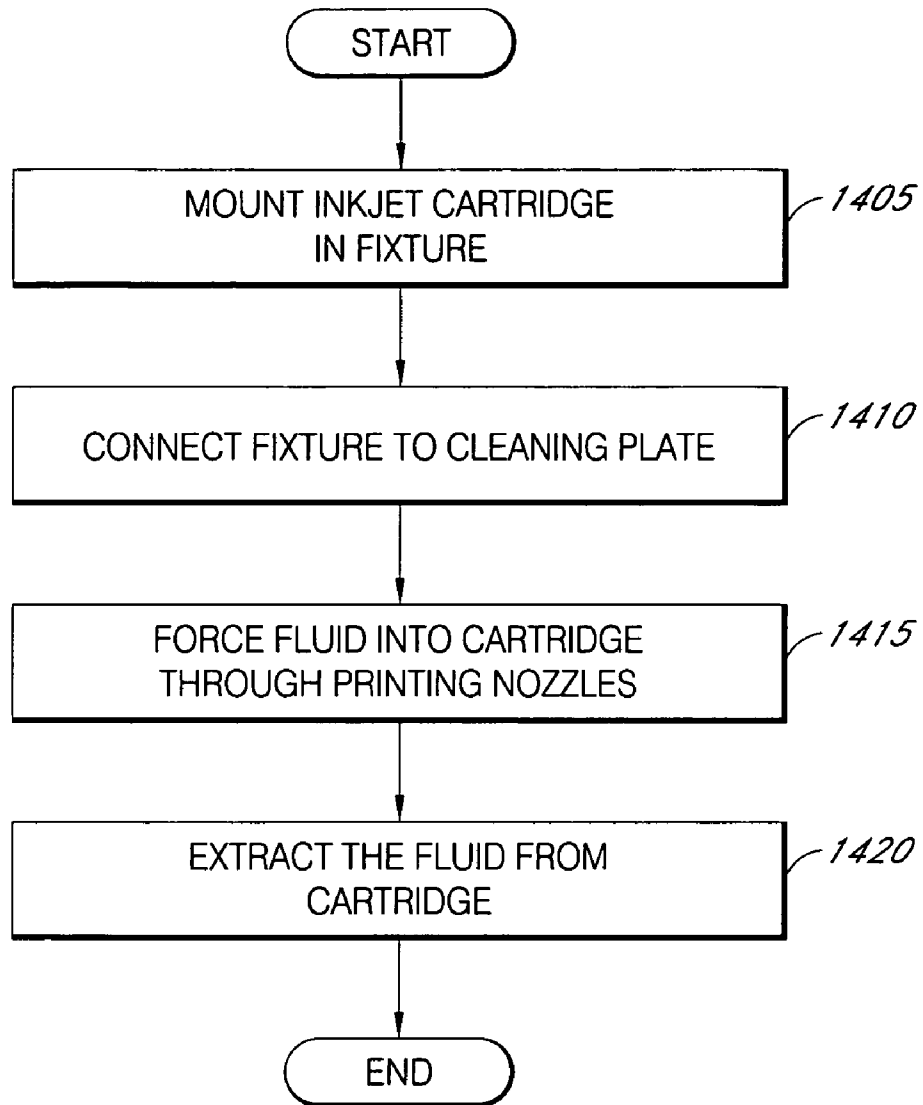 START
MOUNT INKJET CARTRIDGE
IN FIXTURE
1405
CONNECT FIXTURE TO CLEANING PLATE
1410
FORCE FLUID INTO CARTRIDGE
THROUGH PRINTING NOZZLES
1415
EXTRACT THE FLUID FROM
CARTRIDGE
1420
END